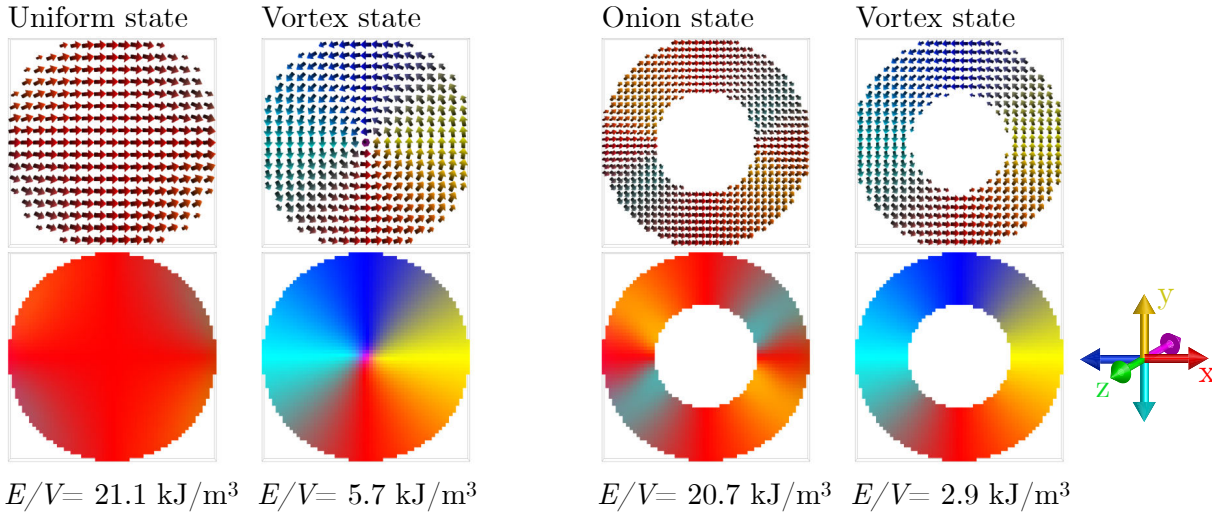 Uniform state Vortex state Onion state Vortex state
y
z x
E/V= 21.1 kJ/m³ E/V= 5.7 kJ/m³ E/V= 20.7 kJ/m³ E/V= 2.9 kJ/m³